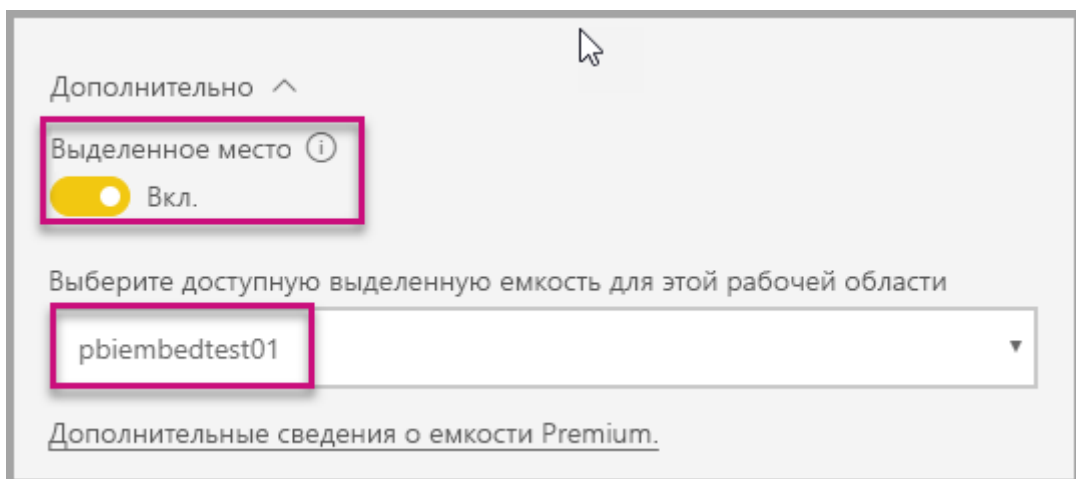 Дополнительно
Выделенное место
Вкл.
Выберите доступную выделенную емкость для этой рабочей области
pbiembedtest01
Дополнительные сведения о емкости Premium.